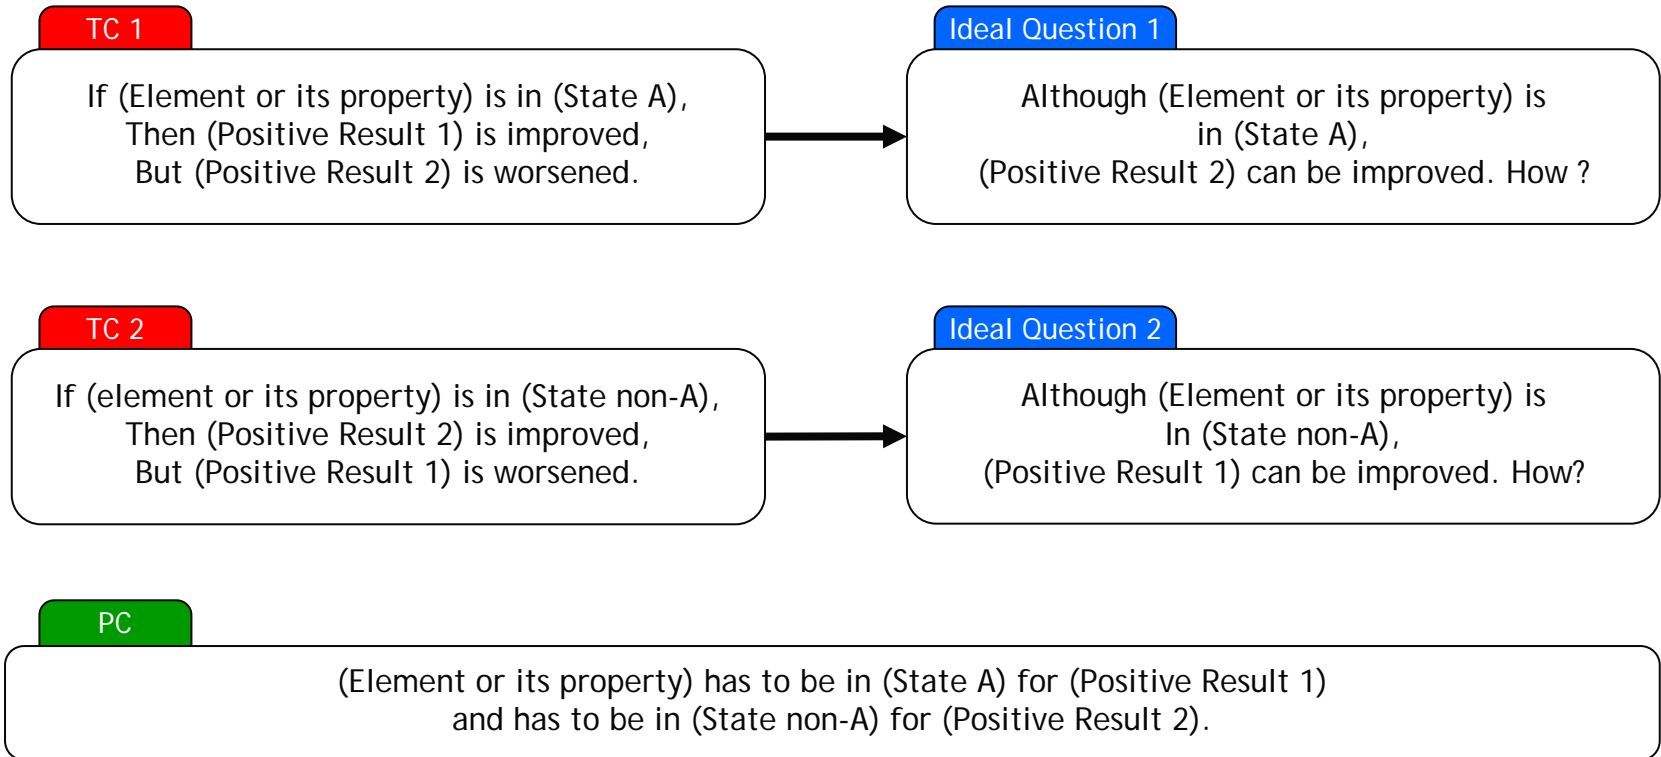 TC 1
If (Element or its property) is in (State A),
Then (Positive Result 1) is improved,
But (Positive Result 2) is worsened.
Ideal Question 1
Although (Element or its property) is
in (State A),
(Positive Result 2) can be improved. How ?
TC 2
If (element or its property) is in (State non-A),
Then (Positive Result 2) is improved,
But (Positive Result 1) is worsened.
Ideal Question 2
Although (Element or its property) is
In (State non-A),
(Positive Result 1) can be improved. How?
PC
(Element or its property) has to be in (State A) for (Positive Result 1)
and has to be in (State non-A) for (Positive Result 2).